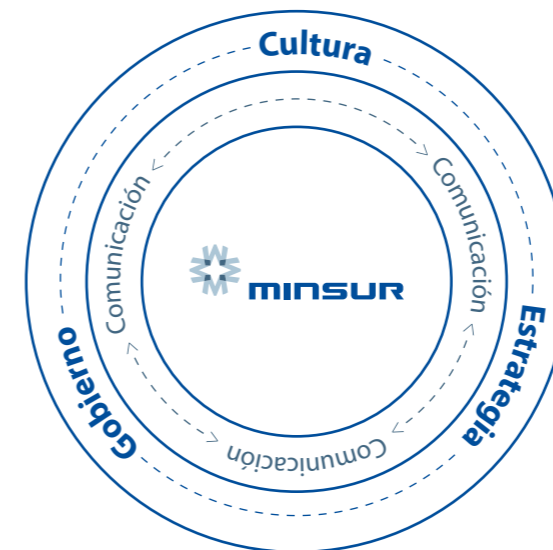 Cultura
Comunicación
Comunicación
MINSUR
Estrategia
Gobierno
Comunicación